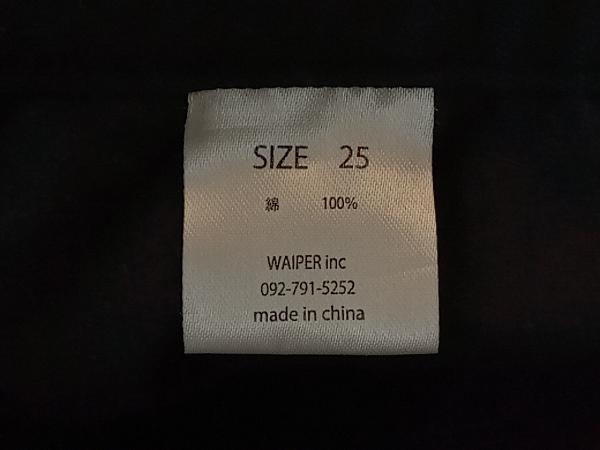 SIZE 25
綿 100%
WAIPER inc
092-791-5252
made in china